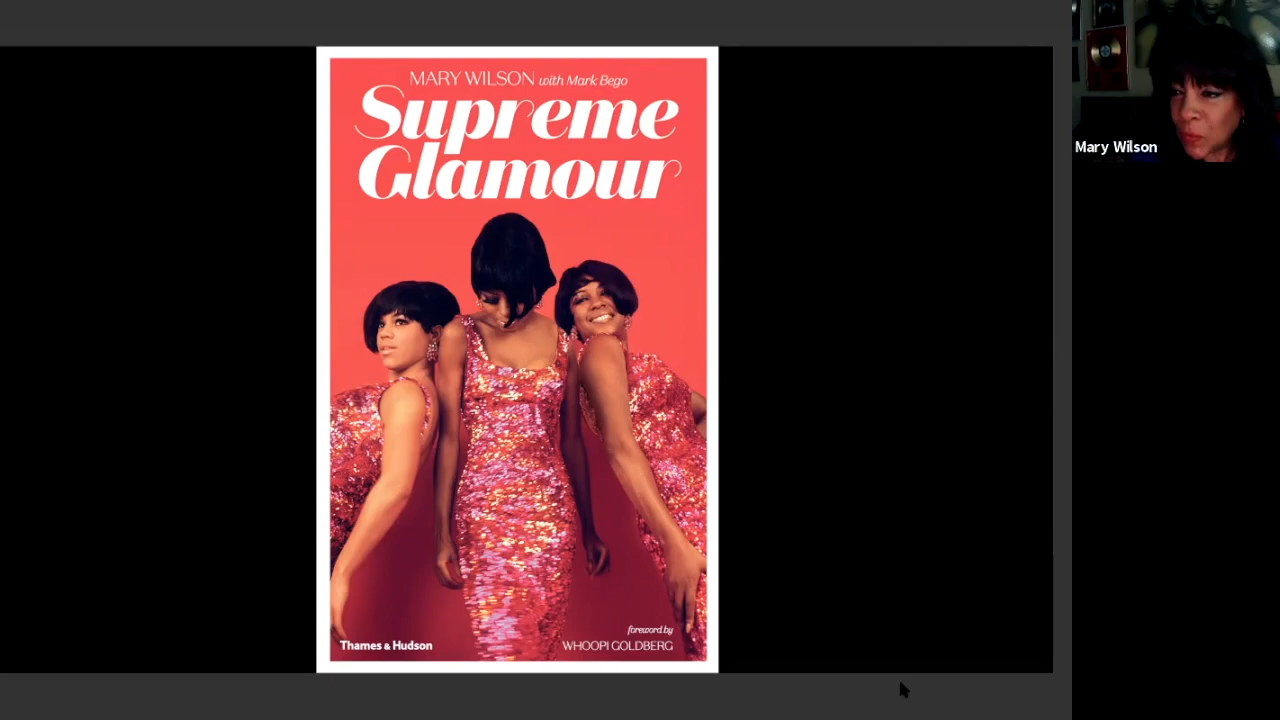 MARY WILSON with Mark Bego
Supreme
Glamour
Thames & Hudson
foreword by
WHOOPI GOLDBERG
Mary Wilson